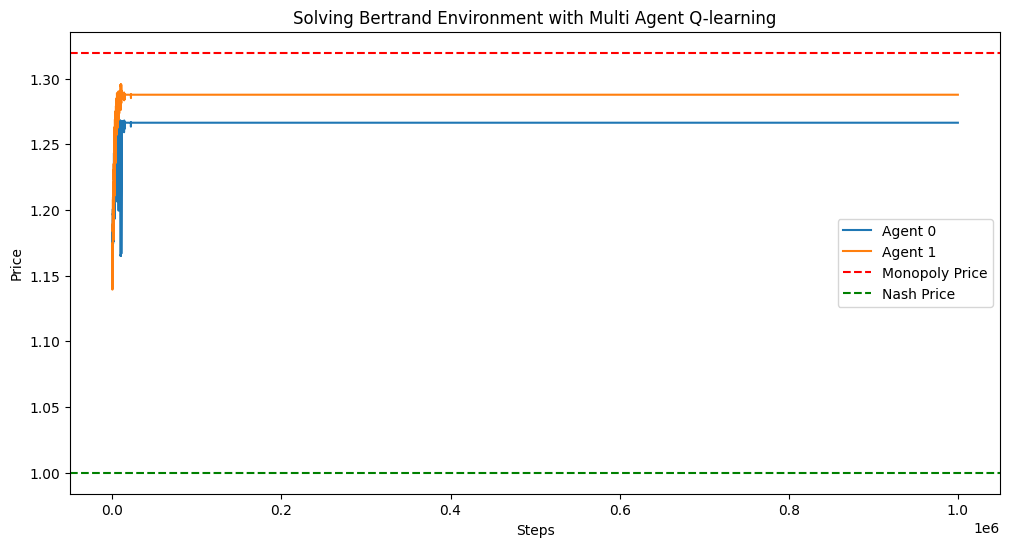 Solving Bertrand Environment with Multi Agent Q-learning
Price
1.30
1.25
1.20
1.15
1.10
1.05
1.00
Agent 0
Agent 1
Monopoly Price
Nash Price
0.0 0.2 0.4 0.6 0.8 1.0
1e6
Steps